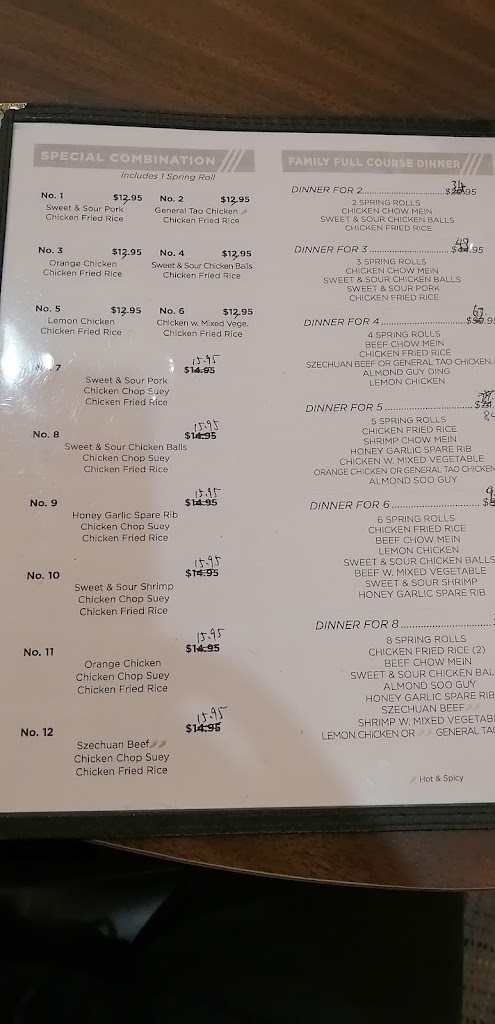 SPECIAL COMBINATION
Includes 1 Spring Roll
No. 1 $12.95
Sweet & Sour Pork
Chicken Fried Rice
No. 2 $12.95
General Tao Chicken
Chicken Fried Rice
No. 3 $12.95
Orange Chicken
Chicken Fried Rice
No. 4 $12.95
Sweet & Sour Chicken Balls
Chicken Fried Rice
No. 5 $12.95
Lemon Chicken
Chicken Fried Rice
No. 6 $12.95
Chicken w. Mixed Vege.
Chicken Fried Rice
15.95
7 $14.95
Sweet & Sour Pork
Chicken Chop Suey
Chicken Fried Rice
15.95
No. 8 $14.95
Sweet & Sour Chicken Balls
Chicken Chop Suey
Chicken Fried Rice
15.95
No. 9 $14.95
Honey Garlic Spare Rib
Chicken Chop Suey
Chicken Fried Rice
15.95
No. 10 $14.95
Sweet & Sour Shrimp
Chicken Chop Suey
Chicken Fried Rice
15.95
No. 11 $14.95
Orange Chicken
Chicken Chop Suey
Chicken Fried Rice
15.95
No. 12 $14.95
Szechuan Beef
Chicken Chop Suey
Chicken Fried Rice
FAMILY FULL COURSE DINNER
DINNER FOR 2
2 SPRING ROLLS
CHICKEN CHOW MEIN
SWEET & SOUR CHICKEN BALLS
CHICKEN FRIED RICE
DINNER FOR 3
3 SPRING ROLLS
CHICKEN CHOW MEIN
SWEET & SOUR CHICKEN BALLS
SWEET & SOUR PORK
CHICKEN FRIED RICE
DINNER FOR 4
4 SPRING ROLLS
BEEF CHOW MEIN
CHICKEN FRIED RICE
SZECHUAN BEEF OR GENERAL TAO CHICKEN
ALMOND GUY DING
LEMON CHICKEN
DINNER FOR 5
5 SPRING ROLLS
CHICKEN FRIED RICE
SHRIMP CHOW MEIN
HONEY GARLIC SPARE RIB
CHICKEN W. MIXED VEGETABLE
ORANGE CHICKEN OR GENERAL TAO CHICKEN
ALMOND SOO GUY
DINNER FOR 6
6 SPRING ROLLS
CHICKEN FRIED RICE
BEEF CHOW MEIN
LEMON CHICKEN
SWEET & SOUR CHICKEN BALLS
BEEF W. MIXED VEGETABLE
SWEET & SOUR SHRIMP
HONEY GARLIC SPARE RIB
DINNER FOR 8
8 SPRING ROLLS
CHICKEN FRIED RICE (2)
BEEF CHOW MEIN
SWEET & SOUR CHICKEN BAL
ALMOND SOO GUY
HONEY GARLIC SPARE RIB
SZECHUAN BEEF
SHRIMP W. MIXED VEGETAB
LEMON CHICKEN OR GENERAL TAO
Hot & Spicy